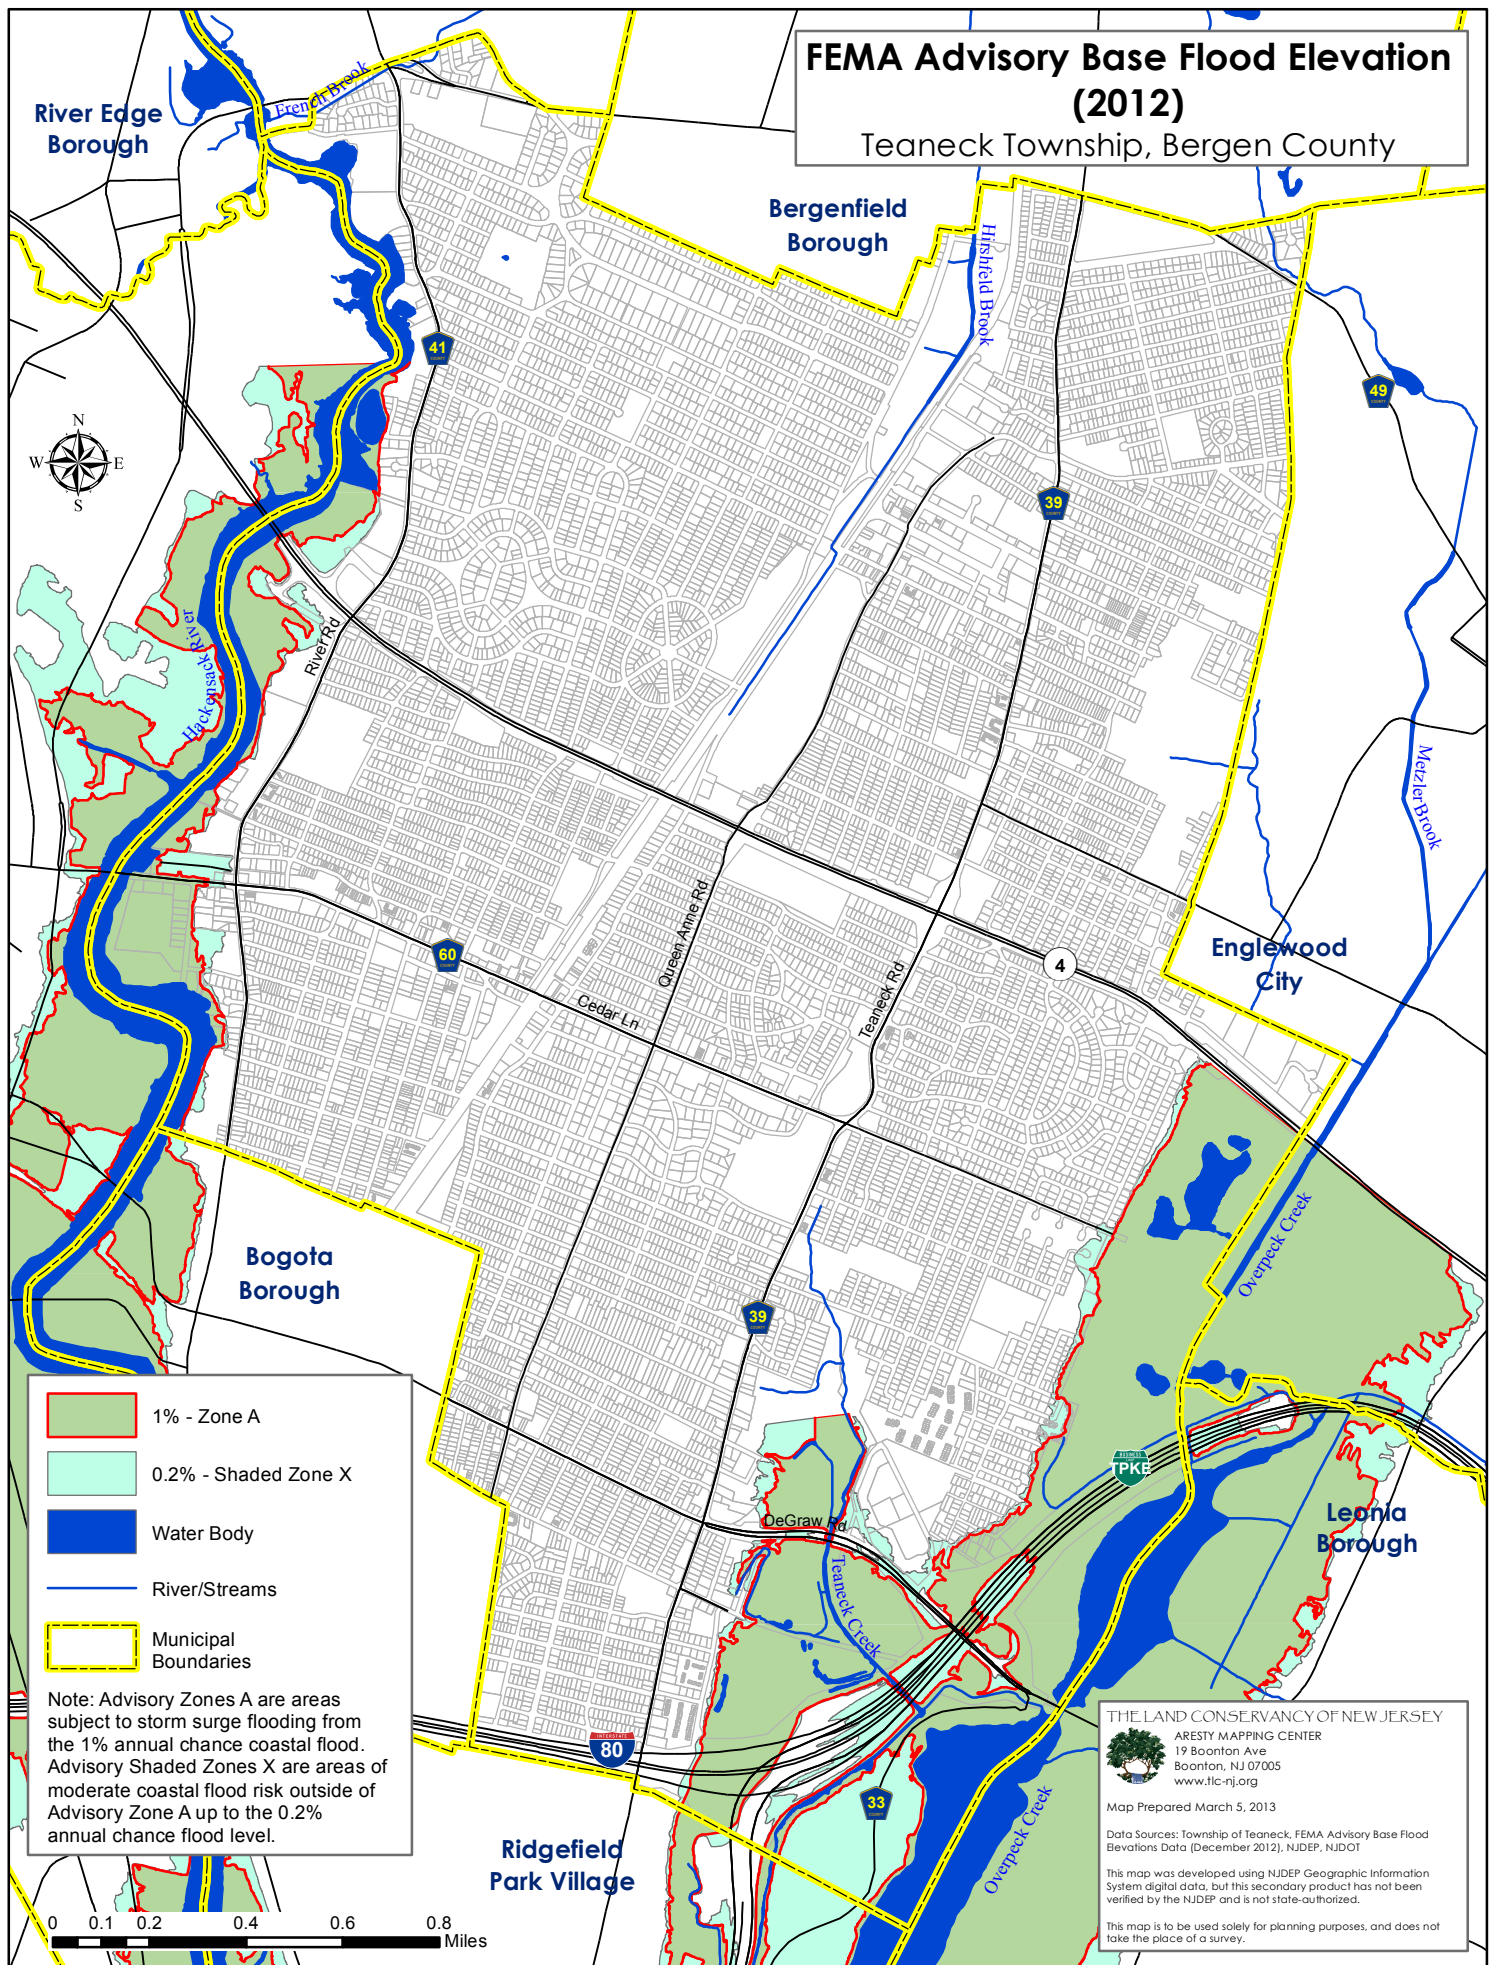 FEMA Advisory Base Flood Elevation
(2012)
Teaneck Township, Bergen County
River Edge
Borough
French Brook
Bergenfield
Borough
Hirshfeld Brook
41
COUNTY
49
COUNTY
N
W E
S
39
COUNTY
River Rd
Hackensack River
Metzler Brook
Queen Anne Rd
60
COUNTY
Cedar Ln
Teaneck Rd
4
Englewood
City
Overpeck Creek
Bogota
Borough
39
COUNTY
BUSINESS
TPKE
Leonia
Borough
DeGraw Rd
Teaneck Creek
INTERSTATE
80
33
COUNTY
Overpeck Creek
Ridgefield
Park Village
1% - Zone A
0.2% - Shaded Zone X
Water Body
River/Streams
Municipal
Boundaries
Note: Advisory Zones A are areas
subject to storm surge flooding from
the 1% annual chance coastal flood.
Advisory Shaded Zones X are areas of
moderate coastal flood risk outside of
Advisory Zone A up to the 0.2%
annual chance flood level.
0 0.1 0.2 0.4 0.6 0.8
Miles
THE LAND CONSERVANCY OF NEW JERSEY
ARESTY MAPPING CENTER
19 Boonton Ave
Boonton, NJ 07005
www.tlc-nj.org
Map Prepared March 5, 2013
Data Sources: Township of Teaneck, FEMA Advisory Base Flood
Elevations Data (December 2012), NJDEP, NJDOT
This map was developed using NJDEP Geographic Information
System digital data, but this secondary product has not been
verified by the NJDEP and is not state-authorized.
This map is to be used solely for planning purposes, and does not
take the place of a survey.